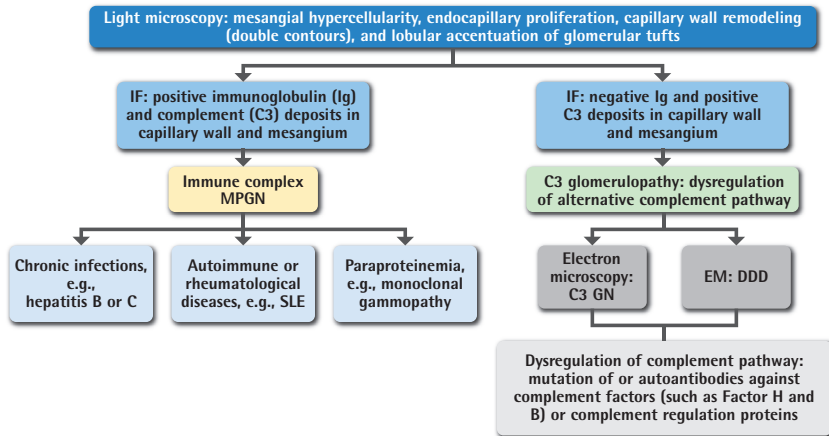 Light microscopy: mesangial hypercellularity, endocapillary proliferation, capillary wall remodeling
(double contours), and lobular accentuation of glomerular tufts
IF: positive immunoglobulin (Ig)
and complement (C3) deposits in
capillary wall and mesangium
IF: negative Ig and positive
C3 deposits in capillary wall
and mesangium
Immune complex
MPGN
C3 glomerulopathy: dysregulation
of alternative complement pathway
Chronic infections,
e.g.,
hepatitis B or C
Autoimmune or
rheumatological
diseases, e.g., SLE
Paraproteinemia,
e.g., monoclonal
gammopathy
Electron
microscopy:
C3 GN
EM: DDD
Dysregulation of complement pathway:
mutation of or autoantibodies against
complement factors (such as Factor H and
B) or complement regulation proteins